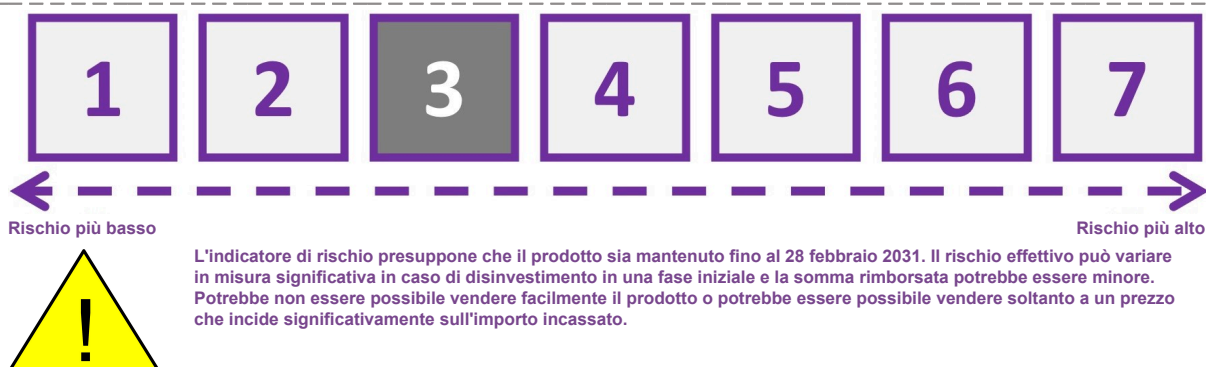 1 2 3 4 5 6 7
Rischio più basso Rischio più alto
L'indicatore di rischio presuppone che il prodotto sia mantenuto fino al 28 febbraio 2031. Il rischio effettivo può variare
in misura significativa in caso di disinvestimento in una fase iniziale e la somma rimborsata potrebbe essere minore.
Potrebbe non essere possibile vendere facilmente il prodotto o potrebbe essere possibile vendere soltanto a un prezzo
che incide significativamente sull'importo incassato.
!